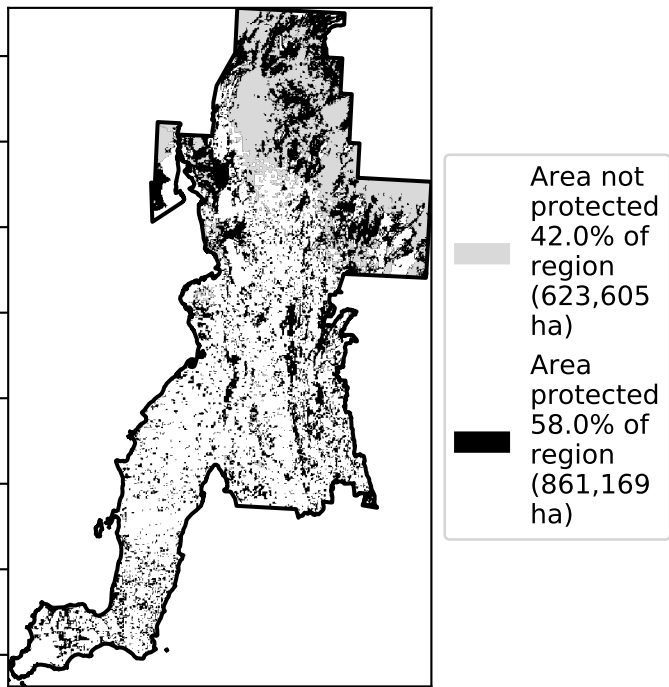 Area not
protected
42.0% of
region
(623,605
ha)
Area
protected
58.0% of
region
(861,169
ha)